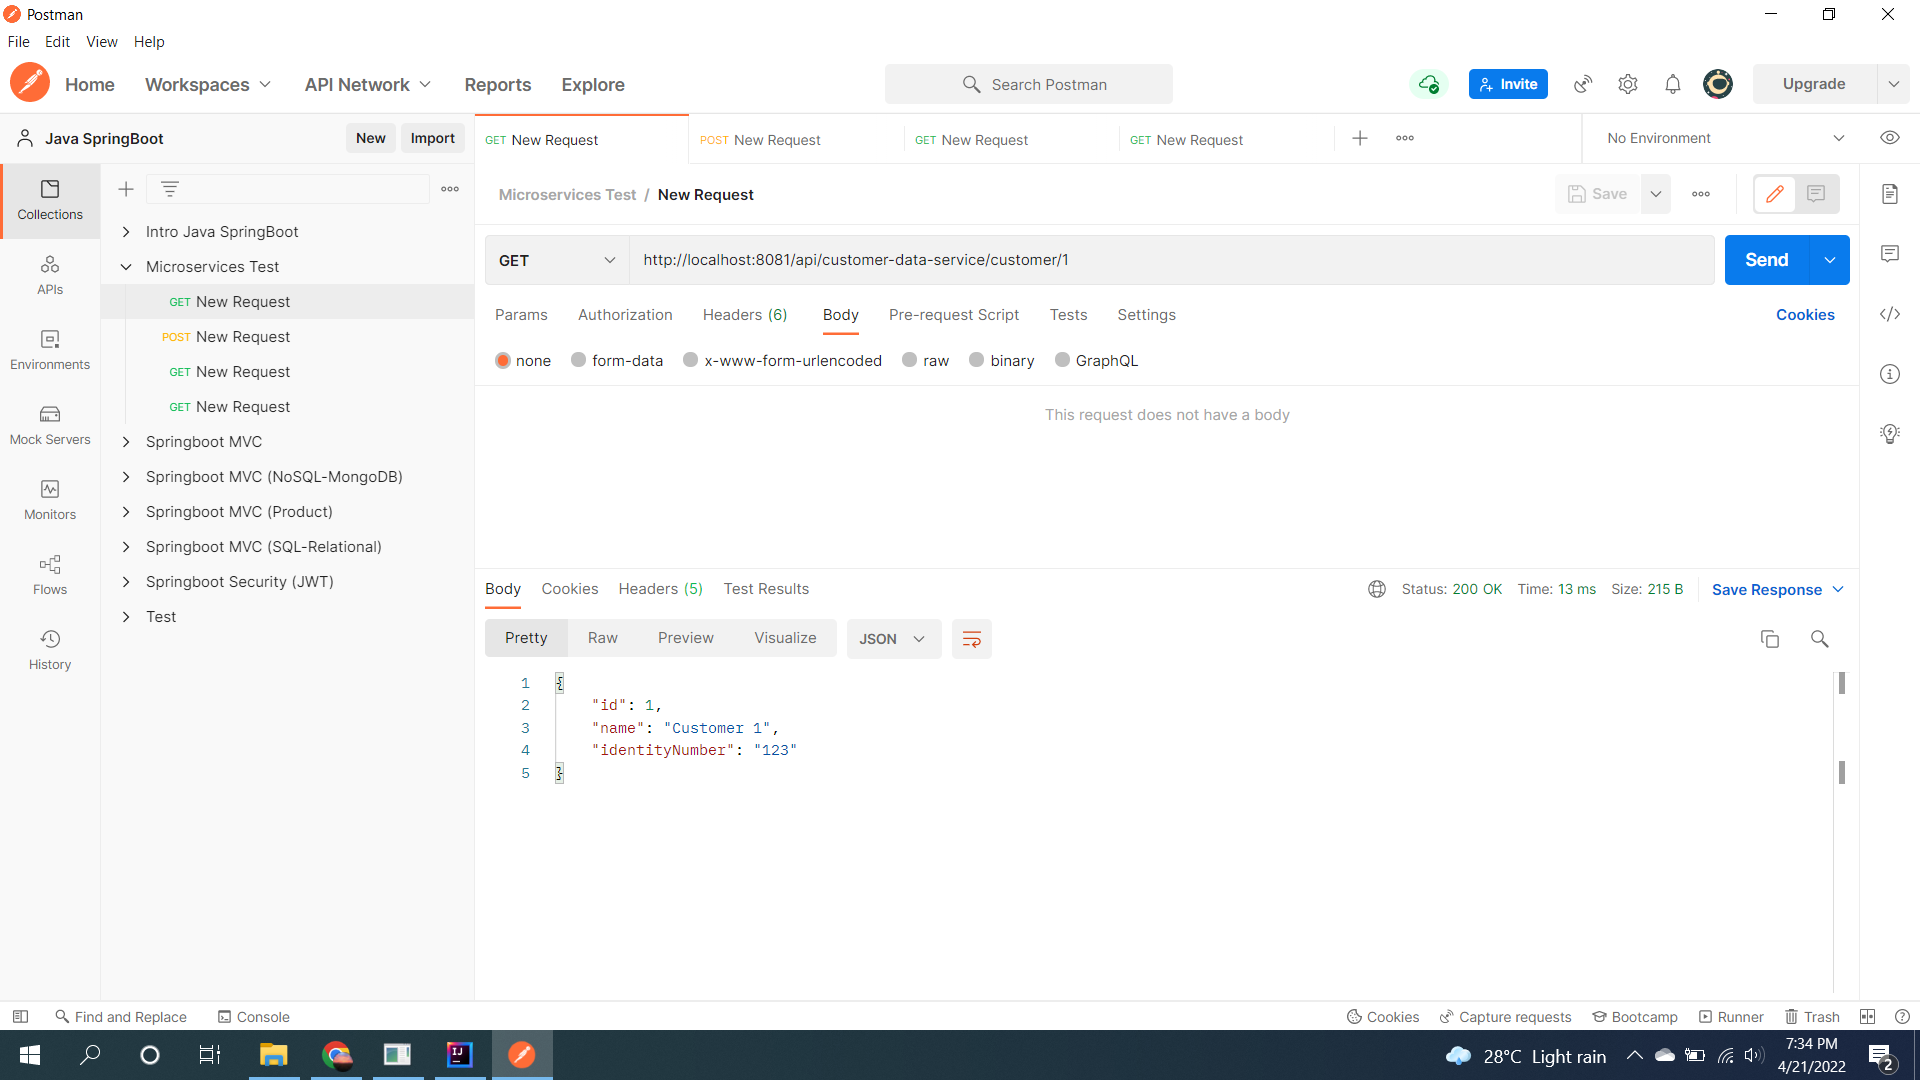 Postman
File Edit View Help
Home Workspaces API Network Reports Explore Search Postman Invite Upgrade
Java SpringBoot New Import GET New Request POST New Request GET New Request GET New Request No Environment
Collections
APIs
Environments
Mock Servers
Monitors
Flows
History
Intro Java SpringBoot
Microservices Test
GET New Request
POST New Request
GET New Request
GET New Request
Springboot MVC
Springboot MVC (NoSQL-MongoDB)
Springboot MVC (Product)
Springboot MVC (SQL-Relational)
Springboot Security (JWT)
Test
Microservices Test / New Request Save
GET http://localhost:8081/api/customer-data-service/customer/1 Send
Params Authorization Headers (6) Body Pre-request Script Tests Settings Cookies
none form-data x-www-form-urlencoded raw binary GraphQL
This request does not have a body
Body Cookies Headers (5) Test Results Status: 200 OK Time: 13 ms Size: 215 B Save Response
Pretty Raw Preview Visualize JSON
1 {
2 "id": 1,
3 "name": "Customer 1",
4 "identityNumber": "123"
5 }
Find and Replace Console Cookies Capture requests Bootcamp Runner Trash
28°C Light rain
7:34 PM
4/21/2022
2
IJ